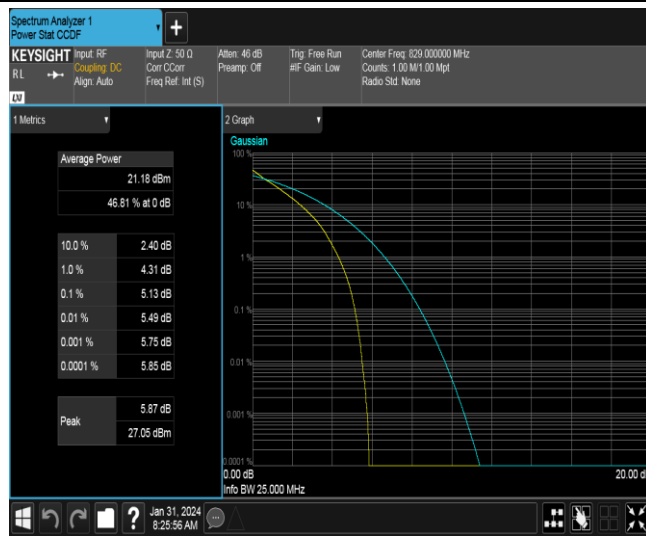 Spectrum Analyzer 1
Power Stat CCDF
+
KEYSIGHT
RL
LXI
Input: RF
Coupling: DC
Align: Auto
Input Z: 50 Ω
Corr CCorr
Freq Ref: Int (S)
Atten: 46 dB
Preamp: Off
Trig: Free Run
#IF Gain: Low
Center Freq: 829.000000 MHz
Counts: 1.00 M/1.00 Mpt
Radio Std: None
1 Metrics
Average Power
21.18 dBm
46.81 % at 0 dB
10.0 % 2.40 dB
1.0 % 4.31 dB
0.1 % 5.13 dB
0.01 % 5.49 dB
0.001 % 5.75 dB
0.0001 % 5.85 dB
Peak 5.87 dB
27.05 dBm
2 Graph
Gaussian
100 %
10 %
1 %
0.1 %
0.01 %
0.001 %
0.0001 %
0.00 dB
20.00 d
Info BW 25.000 MHz
?
Jan 31, 2024
8:25:56 AM